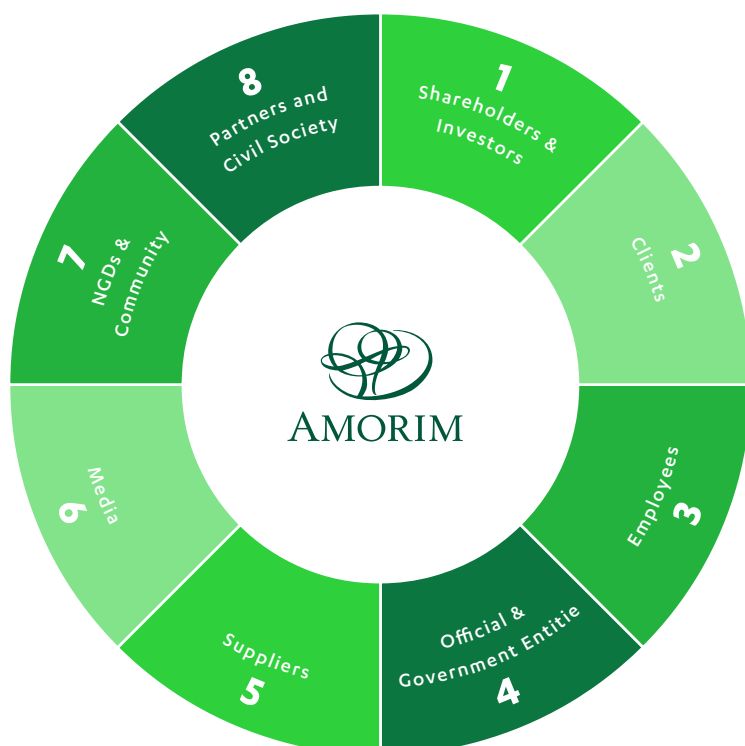 1
Shareholders &
Investors
2
Clients
3
Employees
Official &
Government Entitie
4
Suppliers
5
Media
6
7
NGDs &
Community
8
Partners and
Civil Society
AMORIM